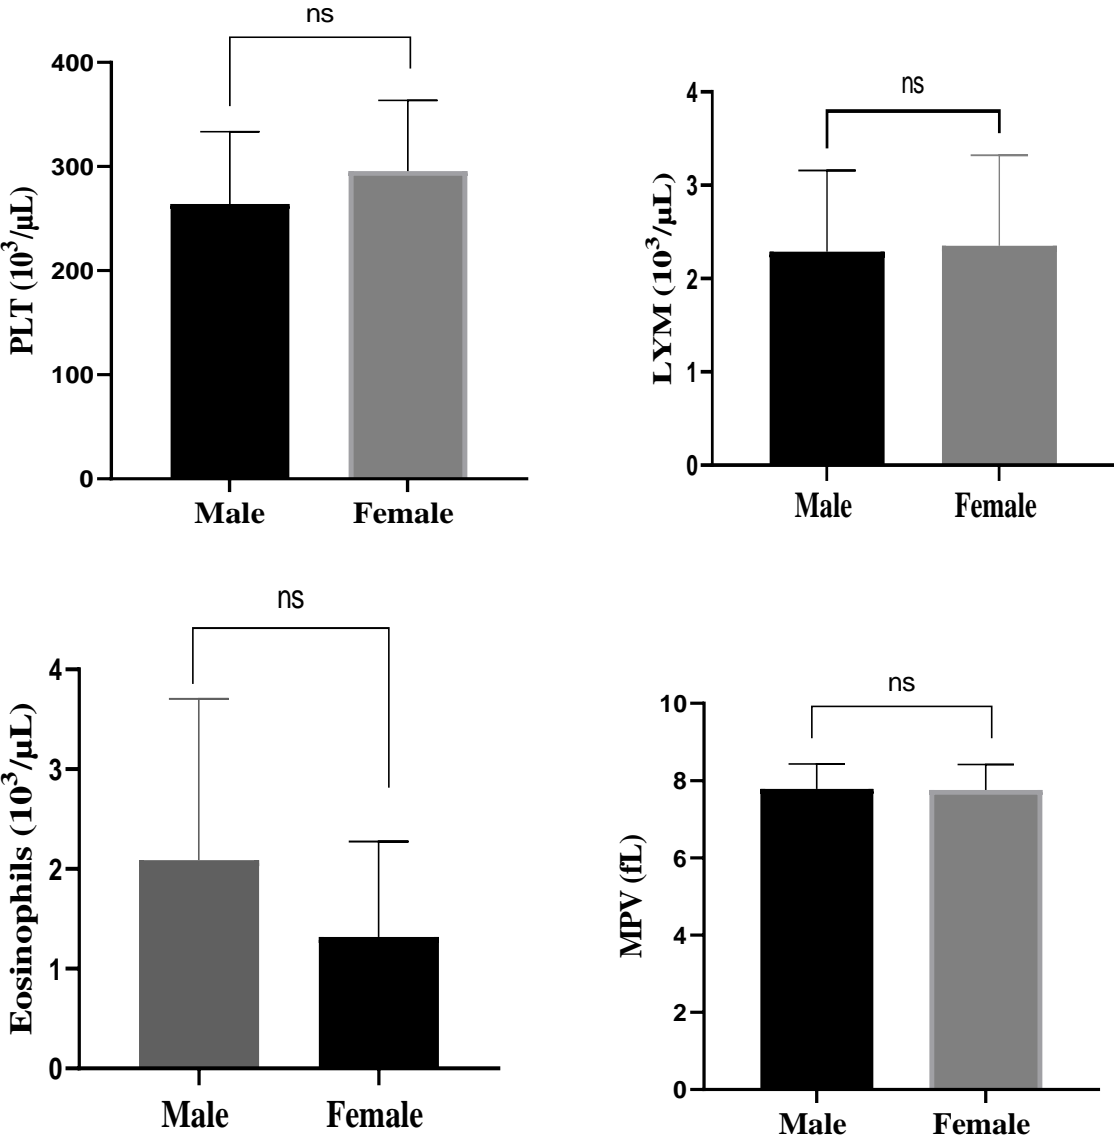 ns
400
300
200
100
0
PLT (10³/μL)
Male Female
ns
4
3
2
1
0
LYM (10³/μL)
Male Female
ns
4
3
2
1
0
Eosinophils (10³/μL)
Male Female
ns
10
8
6
4
2
0
MPV (fL)
Male Female